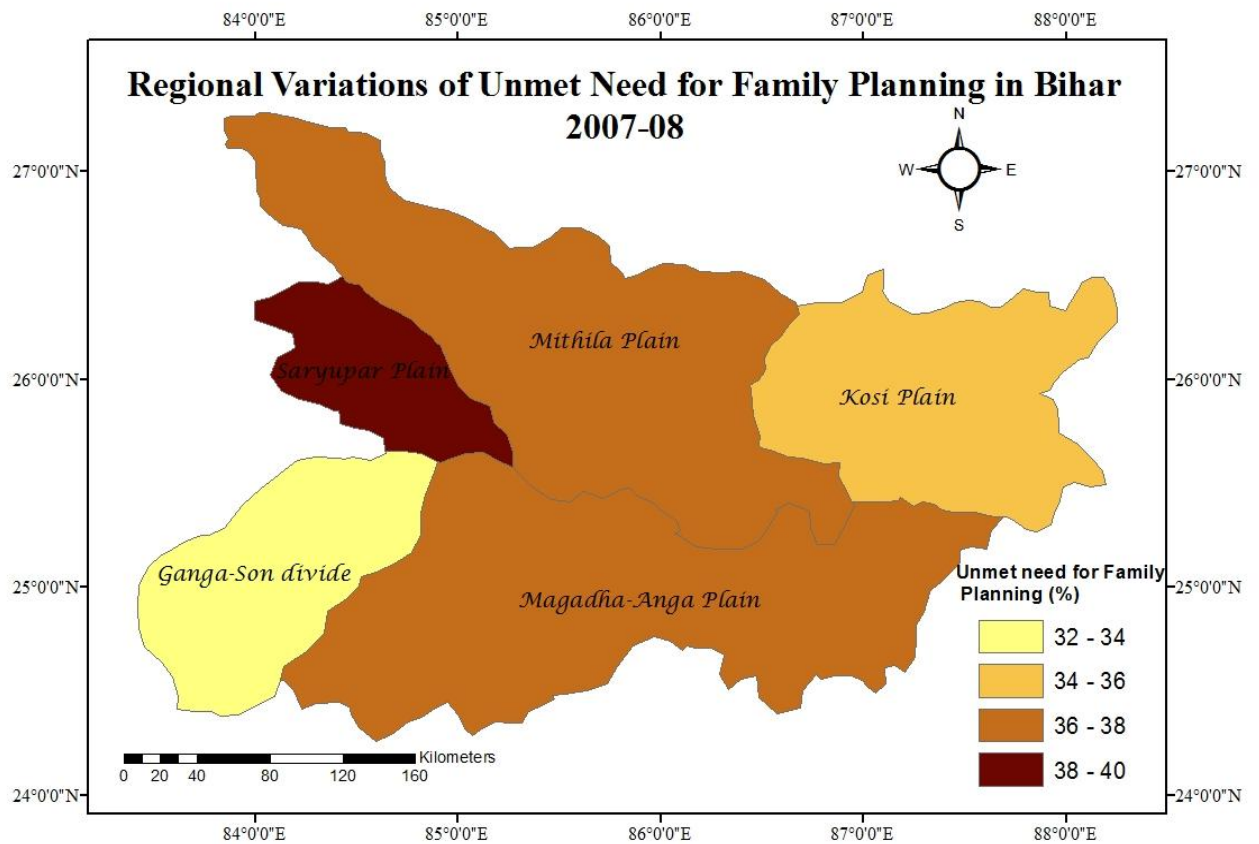 84°0'0"E 85°0'0"E 86°0'0"E 87°0'0"E 88°0'0"E
Regional Variations of Unmet Need for Family Planning in Bihar
2007-08
N
W E
S
27°0'0"N 27°0'0"N
Mithila Plain
Saryupar Plain
26°0'0"N 26°0'0"N
Kosi Plain
Ganga-Son divide
25°0'0"N 25°0'0"N
Magadha-Anga Plain
Unmet need for Family
Planning (%)
32 - 34
34 - 36
36 - 38
38 - 40
Kilometers
0 20 40 80 120 160
24°0'0"N 24°0'0"N
84°0'0"E 85°0'0"E 86°0'0"E 87°0'0"E 88°0'0"E